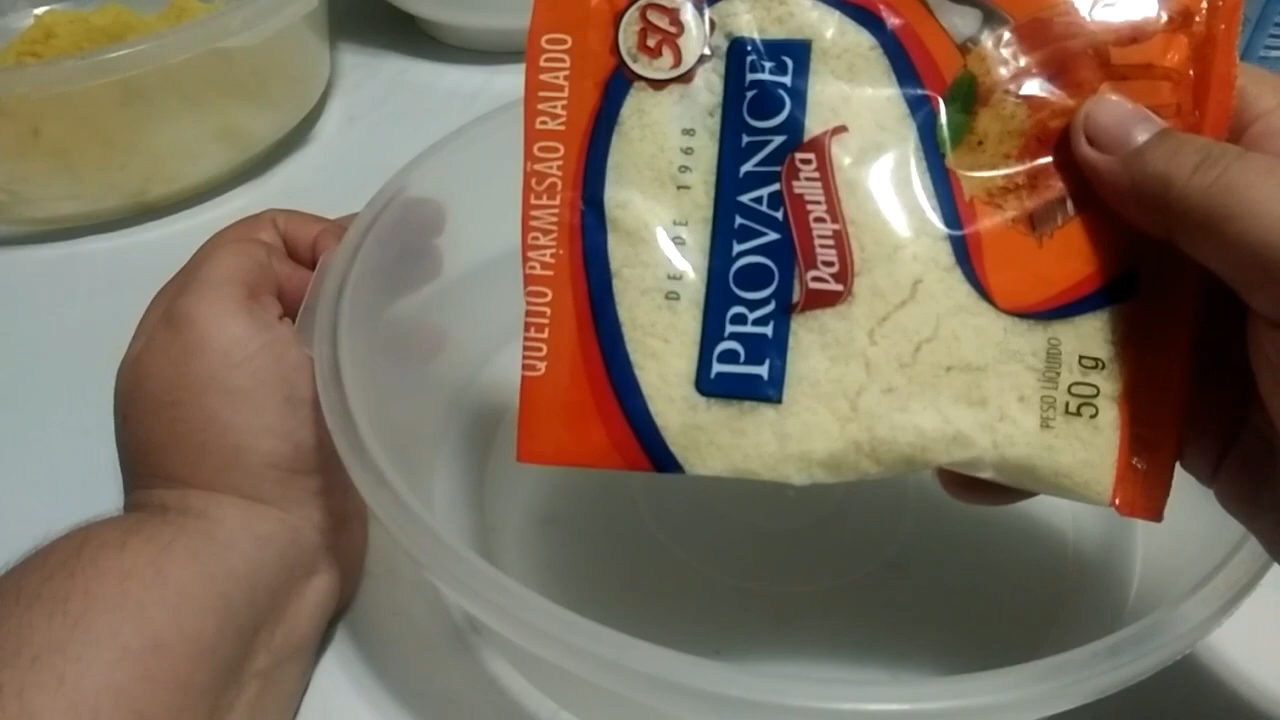 QUEIJO PARMESÃO RALADO
50
DESDE 1968
PROVANCE
Pampulha
PESO LÍQUIDO
50 g